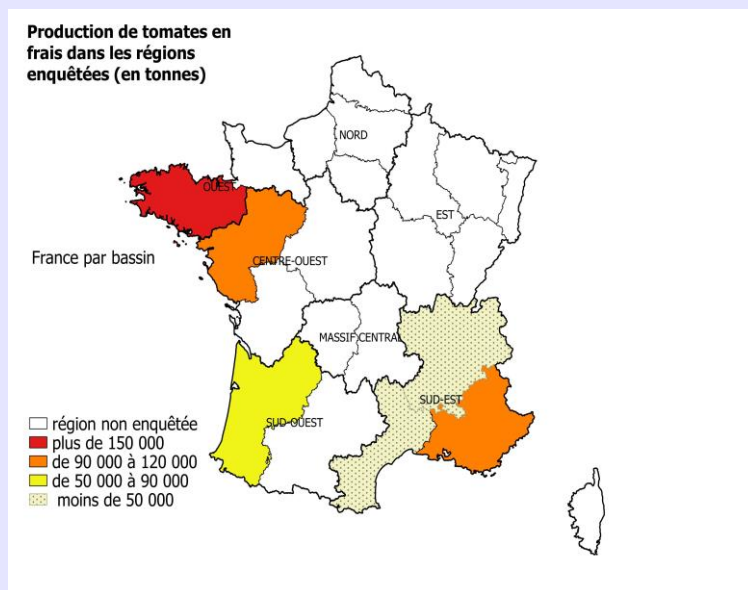 Production de tomates en
frais dans les régions
enquêtées (en tonnes)
NORD
OUEST
EST
France par bassin
CENTRE-OUEST
MASSIF CENTRAL
SUD-EST
SUD-OUEST
région non enquêtée
plus de 150 000
de 90 000 à 120 000
de 50 000 à 90 000
moins de 50 000